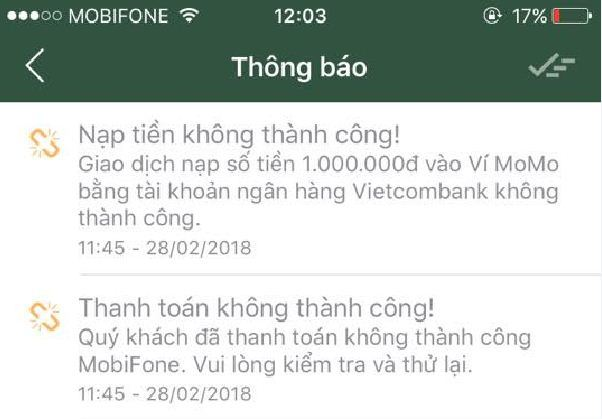 MOBIFONE 12:03 17%
Thông báo
Nạp tiền không thành công!
Giao dịch nạp số tiền 1.000.000đ vào Ví MoMo
bằng tài khoản ngân hàng Vietcombank không
thành công.
11:45 - 28/02/2018
Thanh toán không thành công!
Quý khách đã thanh toán không thành công
MobiFone. Vui lòng kiểm tra và thử lại.
11:45 - 28/02/2018